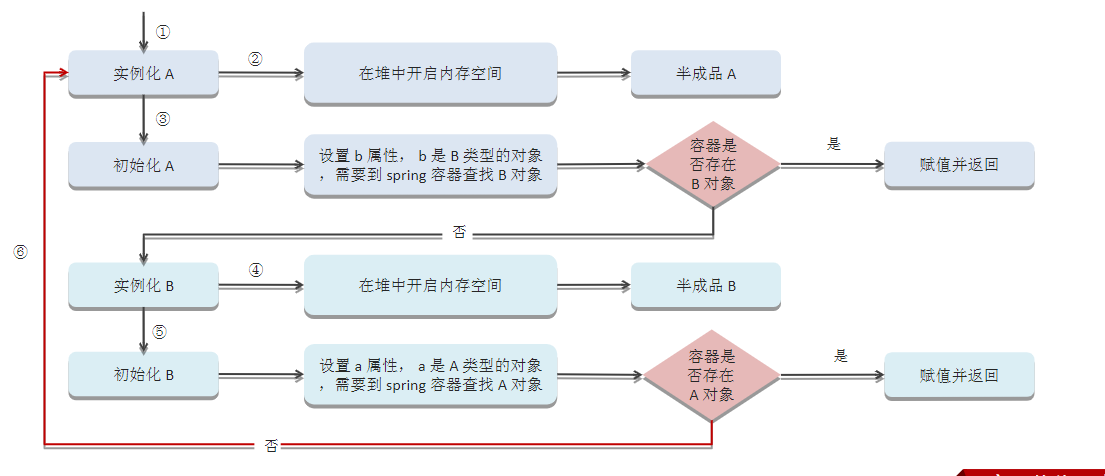 ①
实例化 A
②
在堆中开启内存空间
半成品 A
③
初始化 A
设置 b 属性， b 是 B 类型的对象
，需要到 spring 容器查找 B 对象
容器是
否存在
B 对象
是
赋值并返回
否
⑥
实例化 B
④
在堆中开启内存空间
半成品 B
⑤
初始化 B
设置 a 属性， a 是 A 类型的对象
，需要到 spring 容器查找 A 对象
容器是
否存在
A 对象
是
赋值并返回
否